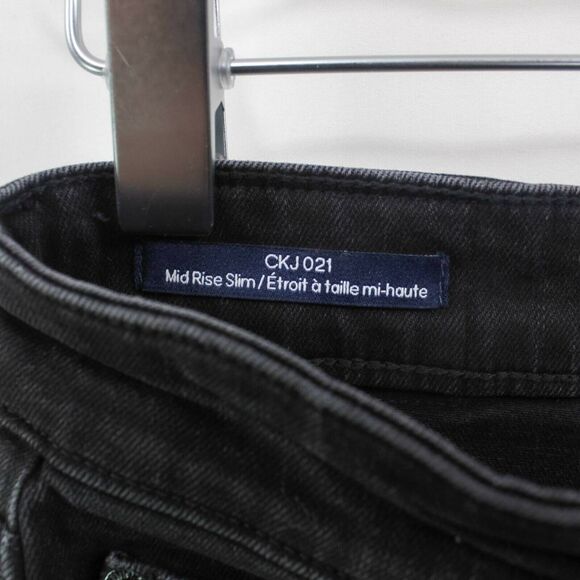 CKJ 021
Mid Rise Slim / Étroit à taille mi-haute